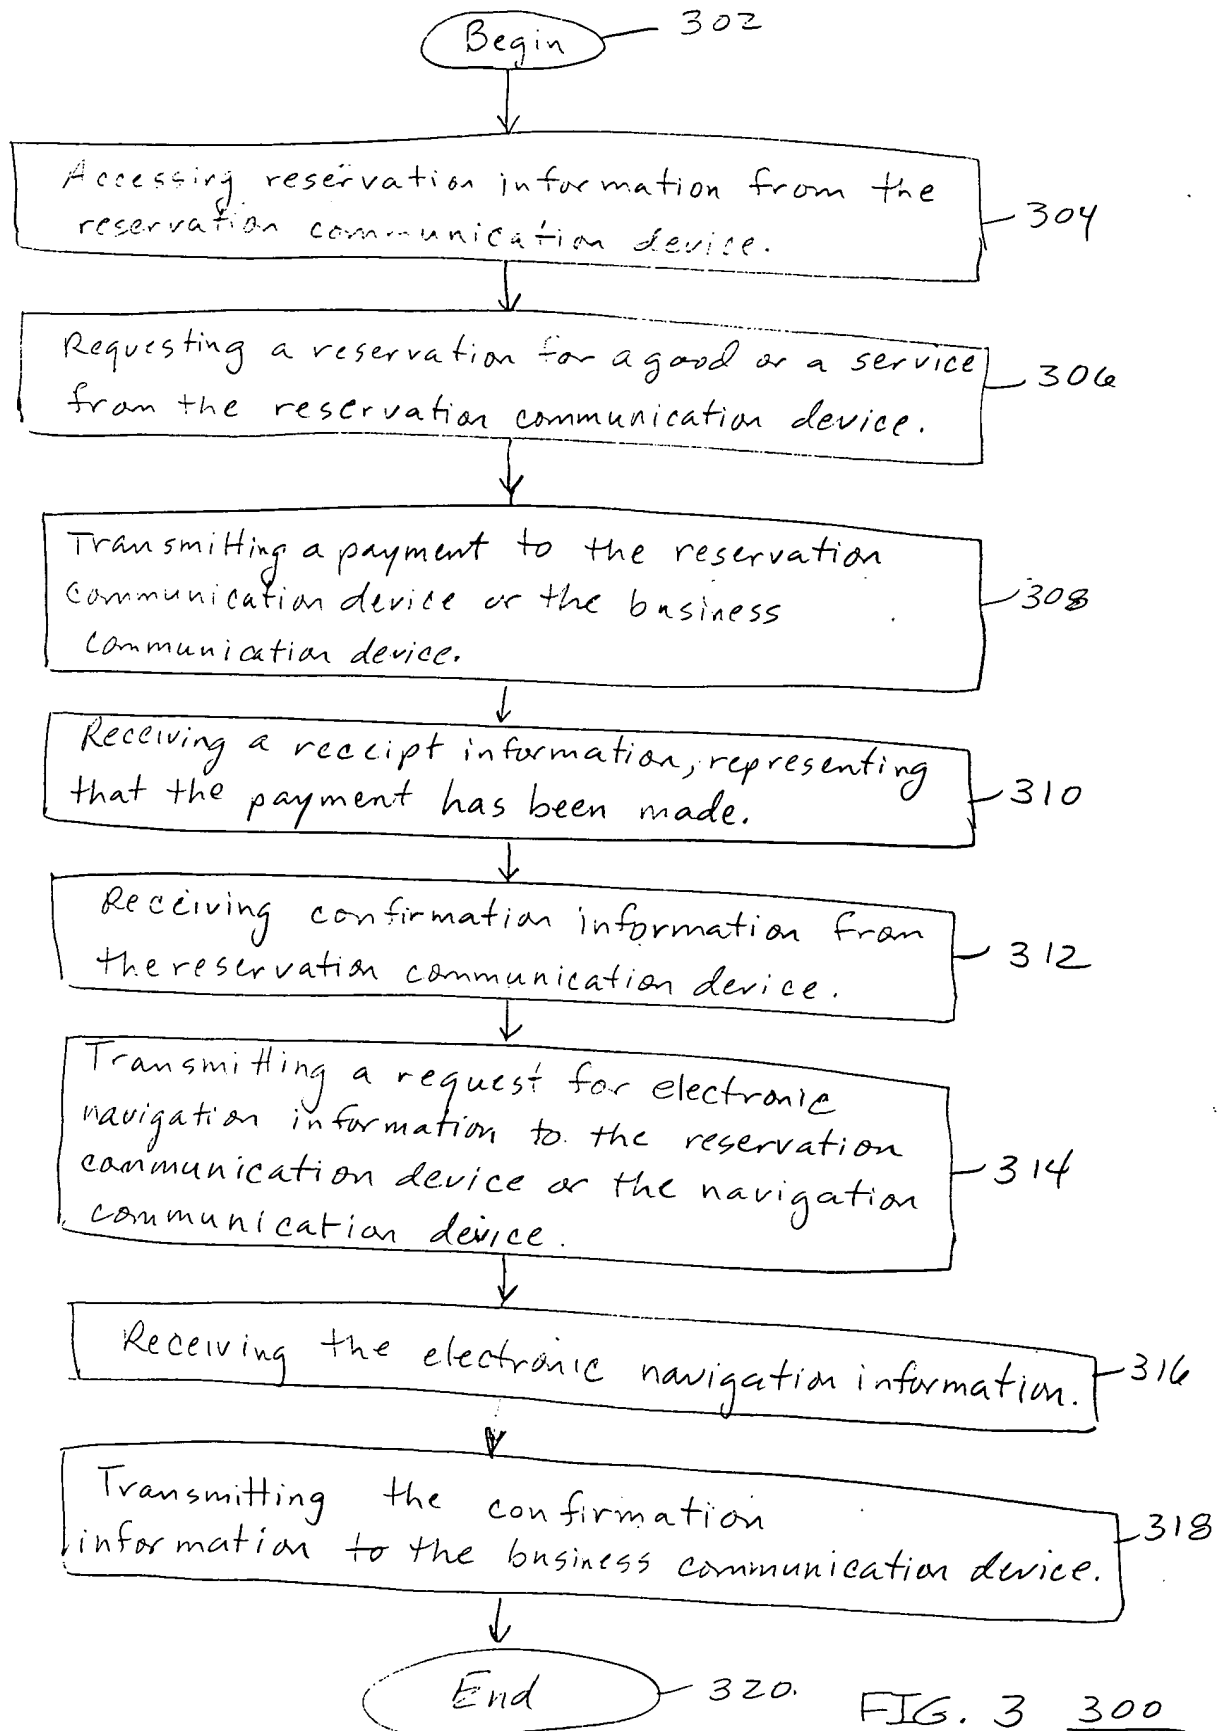 Begin 302
Accessing reservation information from the
reservation communication device. 304
Requesting a reservation for a good or a service
from the reservation communication device. 306
Transmitting a payment to the reservation
communication device or the business
communication device. 308
Receiving a receipt information, representing
that the payment has been made. 310
Receiving confirmation information from
the reservation communication device. 312
Transmitting a request for electronic
navigation information to the reservation
communication device or the navigation
communication device. 314
Receiving the electronic navigation information. 316
Transmitting the confirmation
information to the business communication device. 318
End 320.
FIG. 3 300